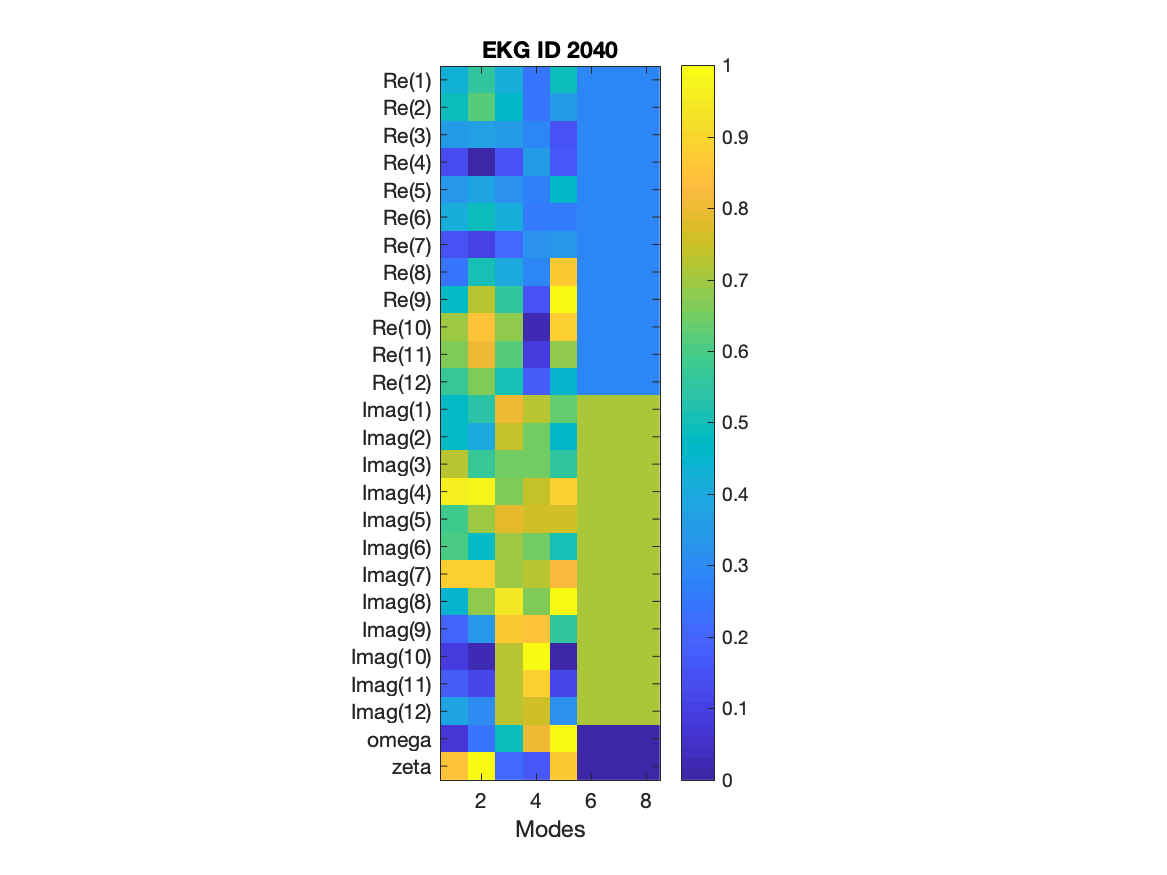 EKG ID 2040
Re(1)
Re(2)
Re(3)
Re(4)
Re(5)
Re(6)
Re(7)
Re(8)
Re(9)
Re(10)
Re(11)
Re(12)
Imag(1)
Imag(2)
Imag(3)
Imag(4)
Imag(5)
Imag(6)
Imag(7)
Imag(8)
Imag(9)
Imag(10)
Imag(11)
Imag(12)
omega
zeta
2 4 6 8
Modes
1
0.9
0.8
0.7
0.6
0.5
0.4
0.3
0.2
0.1
0